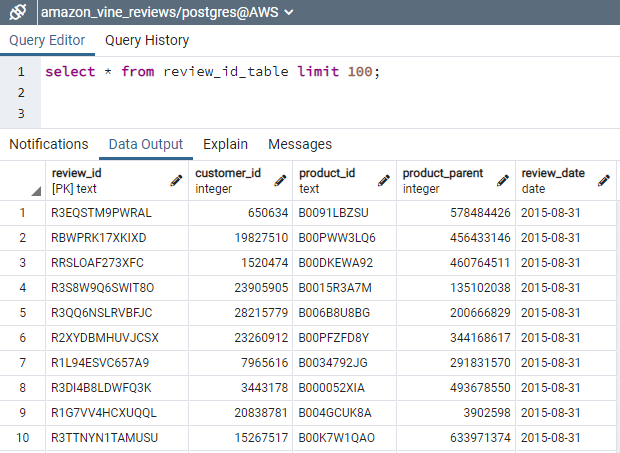 amazon_vine_reviews/postgres@AWS
Query Editor Query History
1 select * from review_id_table limit 100;
2
3
Notifications Data Output Explain Messages
review_id customer_id product_id product_parent review_date
[PK] text integer text integer date
1 R3EQSTM9PWRAL 650634 B0091LBZSU 578484426 2015-08-31
2 RBWPRK17XKIXD 19827510 B00PWW3LQ6 456433146 2015-08-31
3 RRSLOAF273XFC 1520474 B00DKEWA92 460764511 2015-08-31
4 R3S8W9Q6SWIT8O 23905905 B0015R3A7M 135102038 2015-08-31
5 R3QQ6NSLRVBFJC 28215779 B006B8U8BG 200666829 2015-08-31
6 R2XYDBMHUVJCSX 23260912 B00PFZFD8Y 344168617 2015-08-31
7 R1L94ESVC657A9 7965616 B0034792JG 291831570 2015-08-31
8 R3DI4B8LDWFQ3K 3443178 B000052XIA 493678550 2015-08-31
9 R1G7VV4HCXUQQL 20838781 B004GCUK8A 3902598 2015-08-31
10 R3TTNYN1TAMUSU 15267517 B00K7W1QAO 633971374 2015-08-31